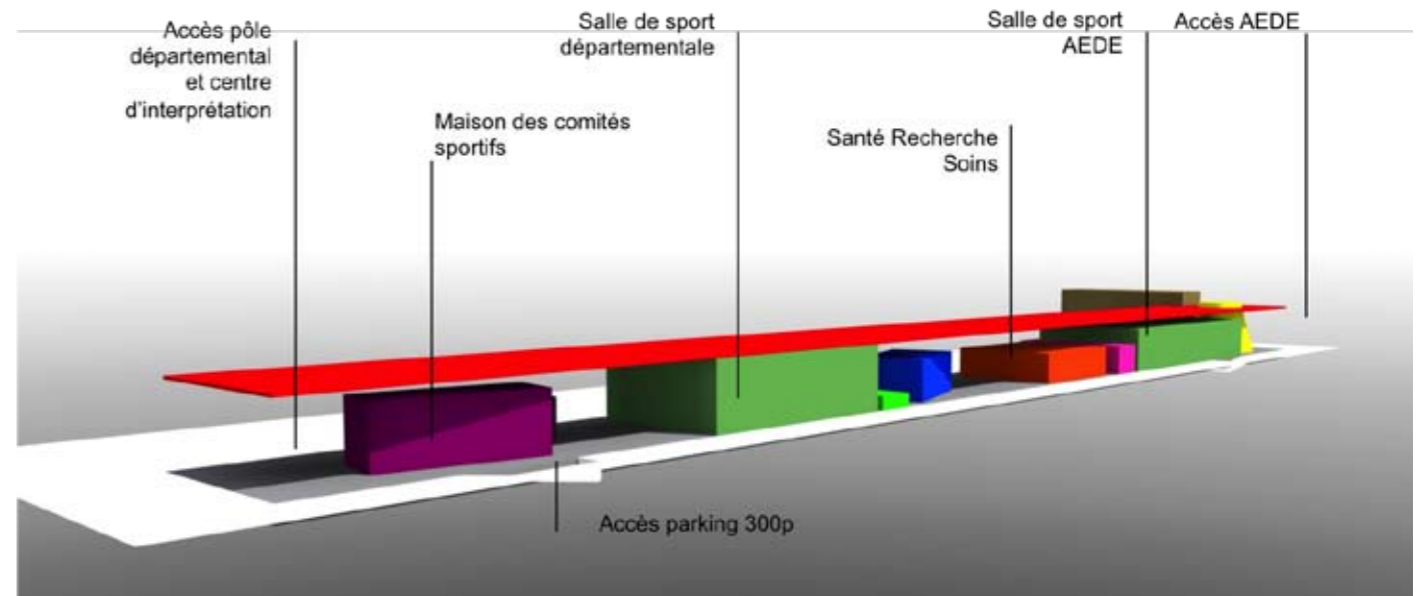 Accès pôle
départemental
et centre
d'interprétation
Maison des comités
sportifs
Salle de sport
départementale
Santé Recherche
Soins
Salle de sport
AEDE
Accès AEDE
Accès parking 300p